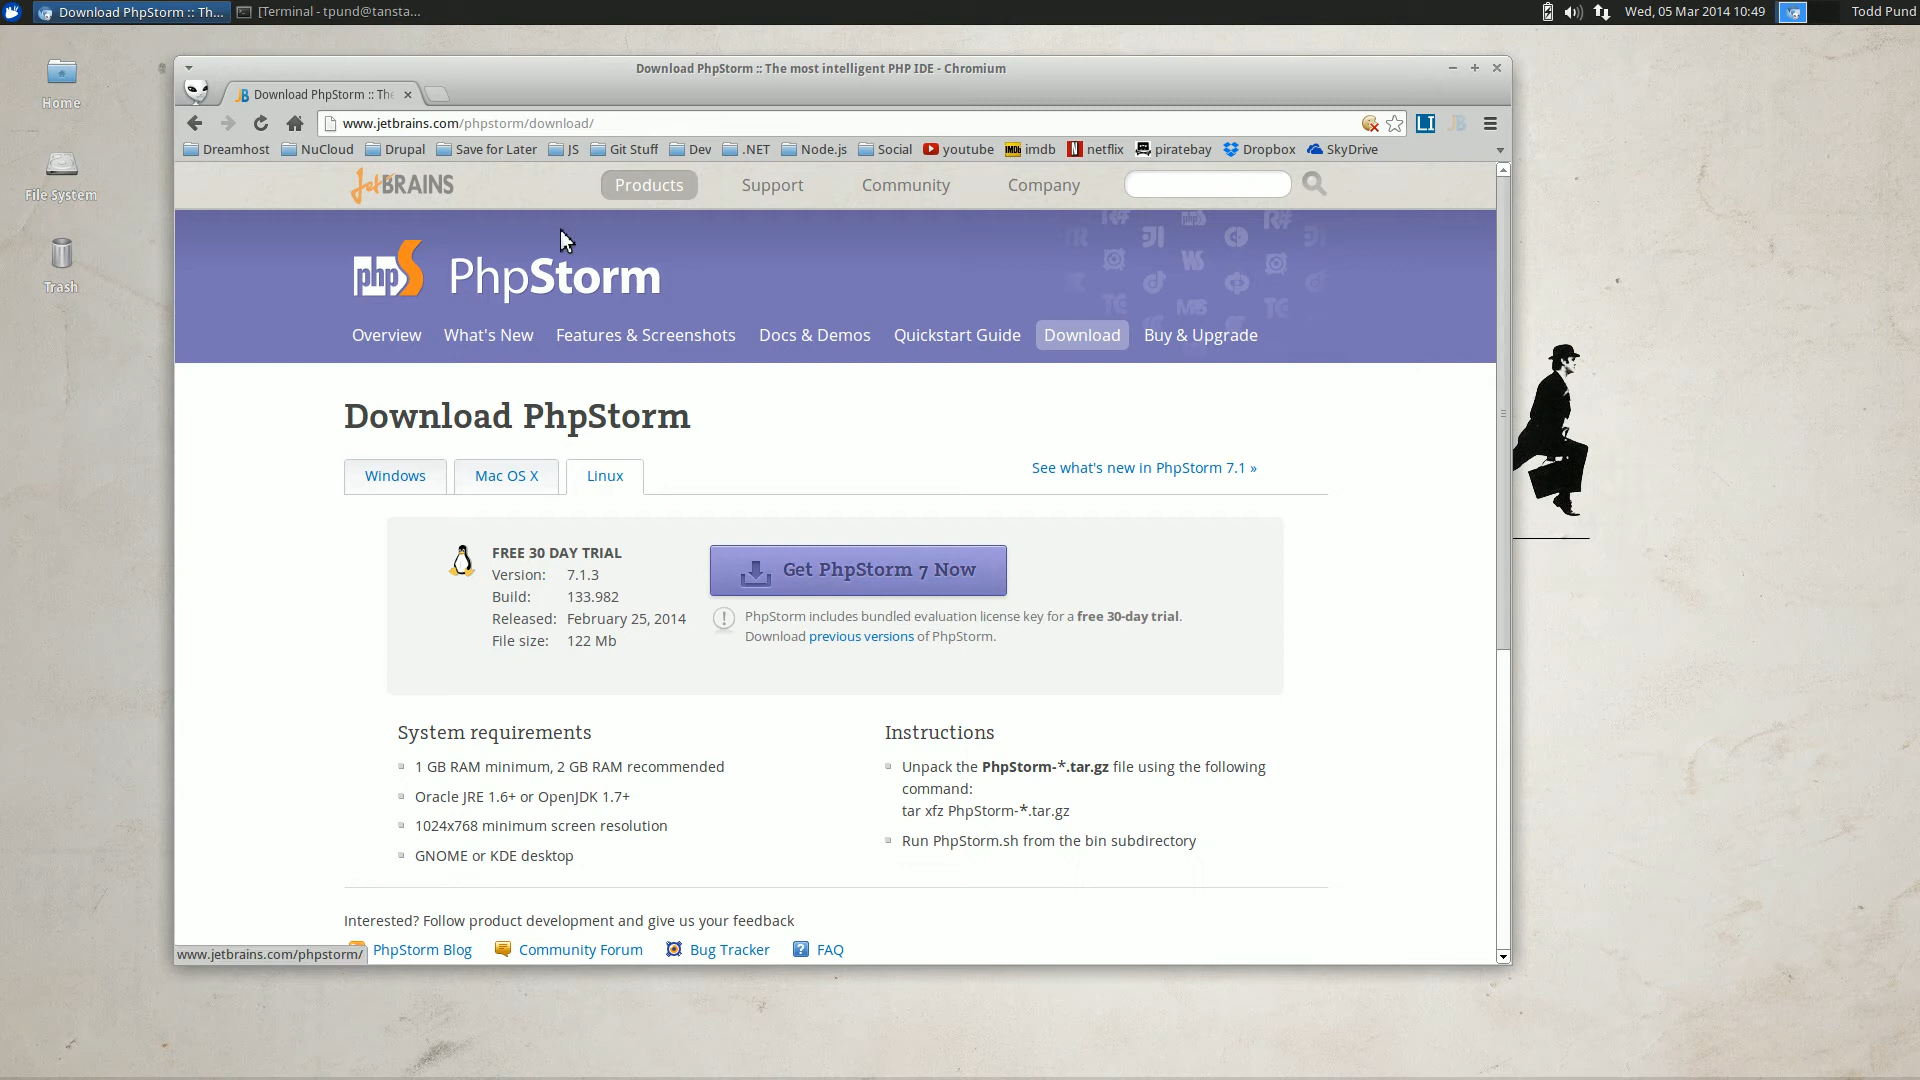 Download PhpStorm :: Th...
[Terminal - tpund@tansta...
Wed, 05 Mar 2014 10:49
Todd Pund
Home
File System
Trash
Download PhpStorm :: The most intelligent PHP IDE - Chromium
Download PhpStorm :: The
www.jetbrains.com/phpstorm/download/
LI
Dreamhost NuCloud Drupal Save for Later JS Git Stuff Dev .NET Node.js Social youtube imdb netflix piratebay Dropbox SkyDrive
JetBRAINS
Products Support Community Company
php PhpStorm
Overview What's New Features & Screenshots Docs & Demos Quickstart Guide Download Buy & Upgrade
Download PhpStorm
Windows Mac OS X Linux
See what's new in PhpStorm 7.1 »
FREE 30 DAY TRIAL
Version: 7.1.3
Build: 133.982
Released: February 25, 2014
File size: 122 Mb
Get PhpStorm 7 Now
PhpStorm includes bundled evaluation license key for a free 30-day trial.
Download previous versions of PhpStorm.
System requirements
1 GB RAM minimum, 2 GB RAM recommended
Oracle JRE 1.6+ or OpenJDK 1.7+
1024x768 minimum screen resolution
GNOME or KDE desktop
Instructions
Unpack the PhpStorm-*.tar.gz file using the following
command:
tar xfz PhpStorm-*.tar.gz
Run PhpStorm.sh from the bin subdirectory
Interested? Follow product development and give us your feedback
PhpStorm Blog Community Forum Bug Tracker FAQ
www.jetbrains.com/phpstorm/